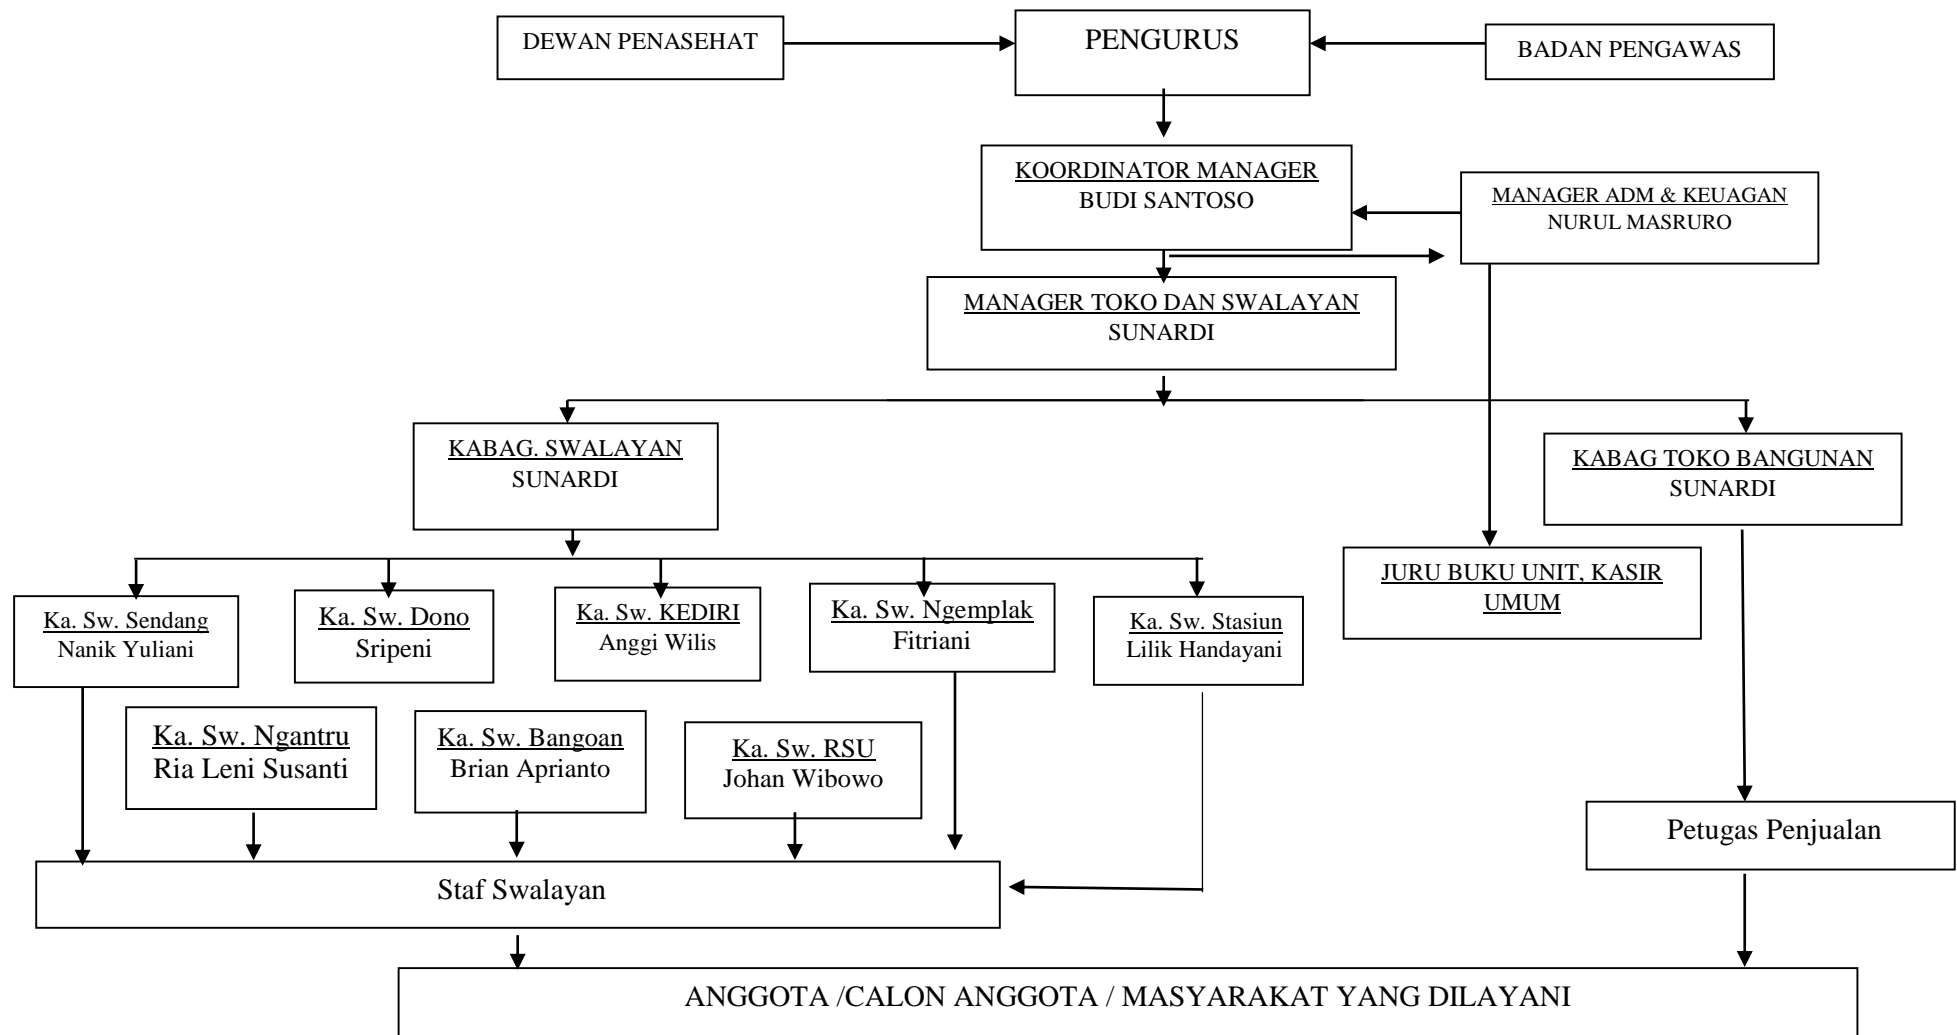 DEWAN PENASEHAT
PENGURUS
BADAN PENGAWAS
KOORDINATOR MANAGER
BUDI SANTOSO
MANAGER ADM & KEUAGAN
NURUL MASRURO
MANAGER TOKO DAN SWALAYAN
SUNARDI
KABAG. SWALAYAN
SUNARDI
KABAG TOKO BANGUNAN
SUNARDI
JURU BUKU UNIT, KASIR
UMUM
Ka. Sw. Sendang
Nanik Yuliani
Ka. Sw. Dono
Sripeni
Ka. Sw. KEDIRI
Anggi Wilis
Ka. Sw. Ngemplak
Fitriani
Ka. Sw. Stasiun
Lilik Handayani
Ka. Sw. Ngantru
Ria Leni Susanti
Ka. Sw. Bangoan
Brian Aprianto
Ka. Sw. RSU
Johan Wibowo
Petugas Penjualan
Staf Swalayan
ANGGOTA /CALON ANGGOTA / MASYARAKAT YANG DILAYANI